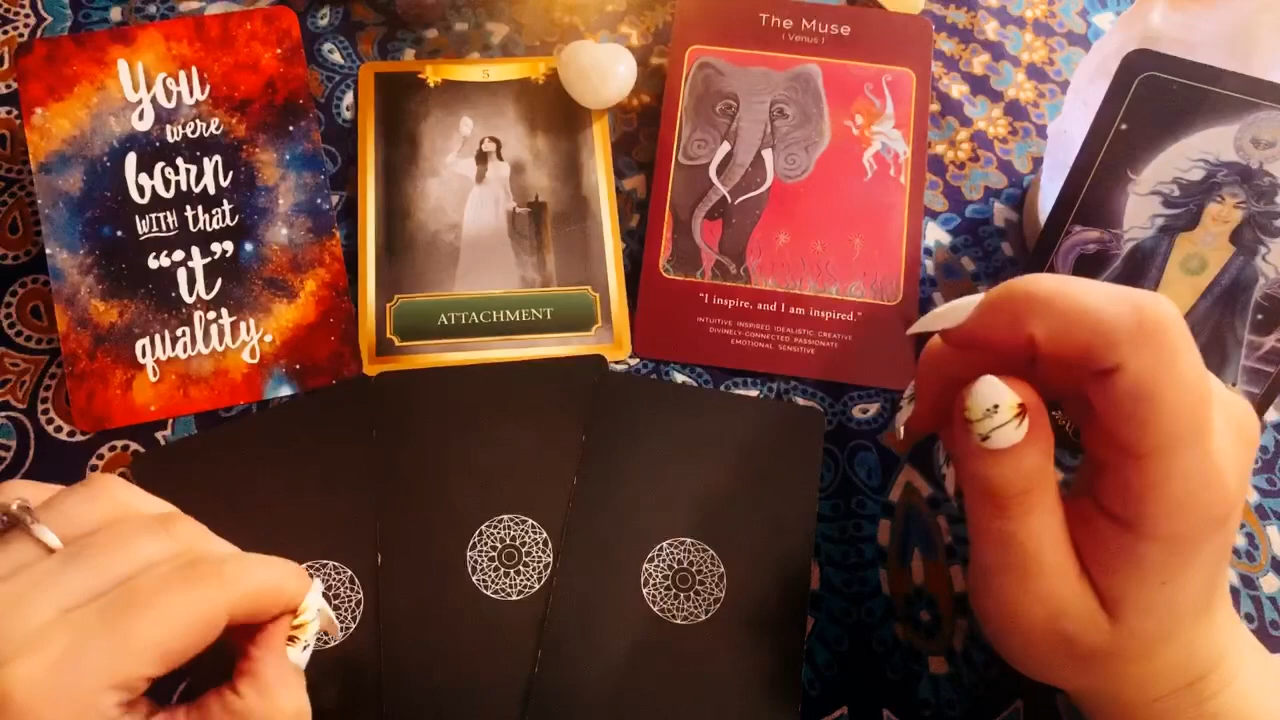 You
were
born
WITH that
"it"
quality.
5
ATTACHMENT
The Muse
( Venus )
"I inspire, and I am inspired."
INTUITIVE INSPIRED IDEALISTIC CREATIVE
DIVINELY-CONNECTED PASSIONATE
EMOTIONAL SENSITIVE